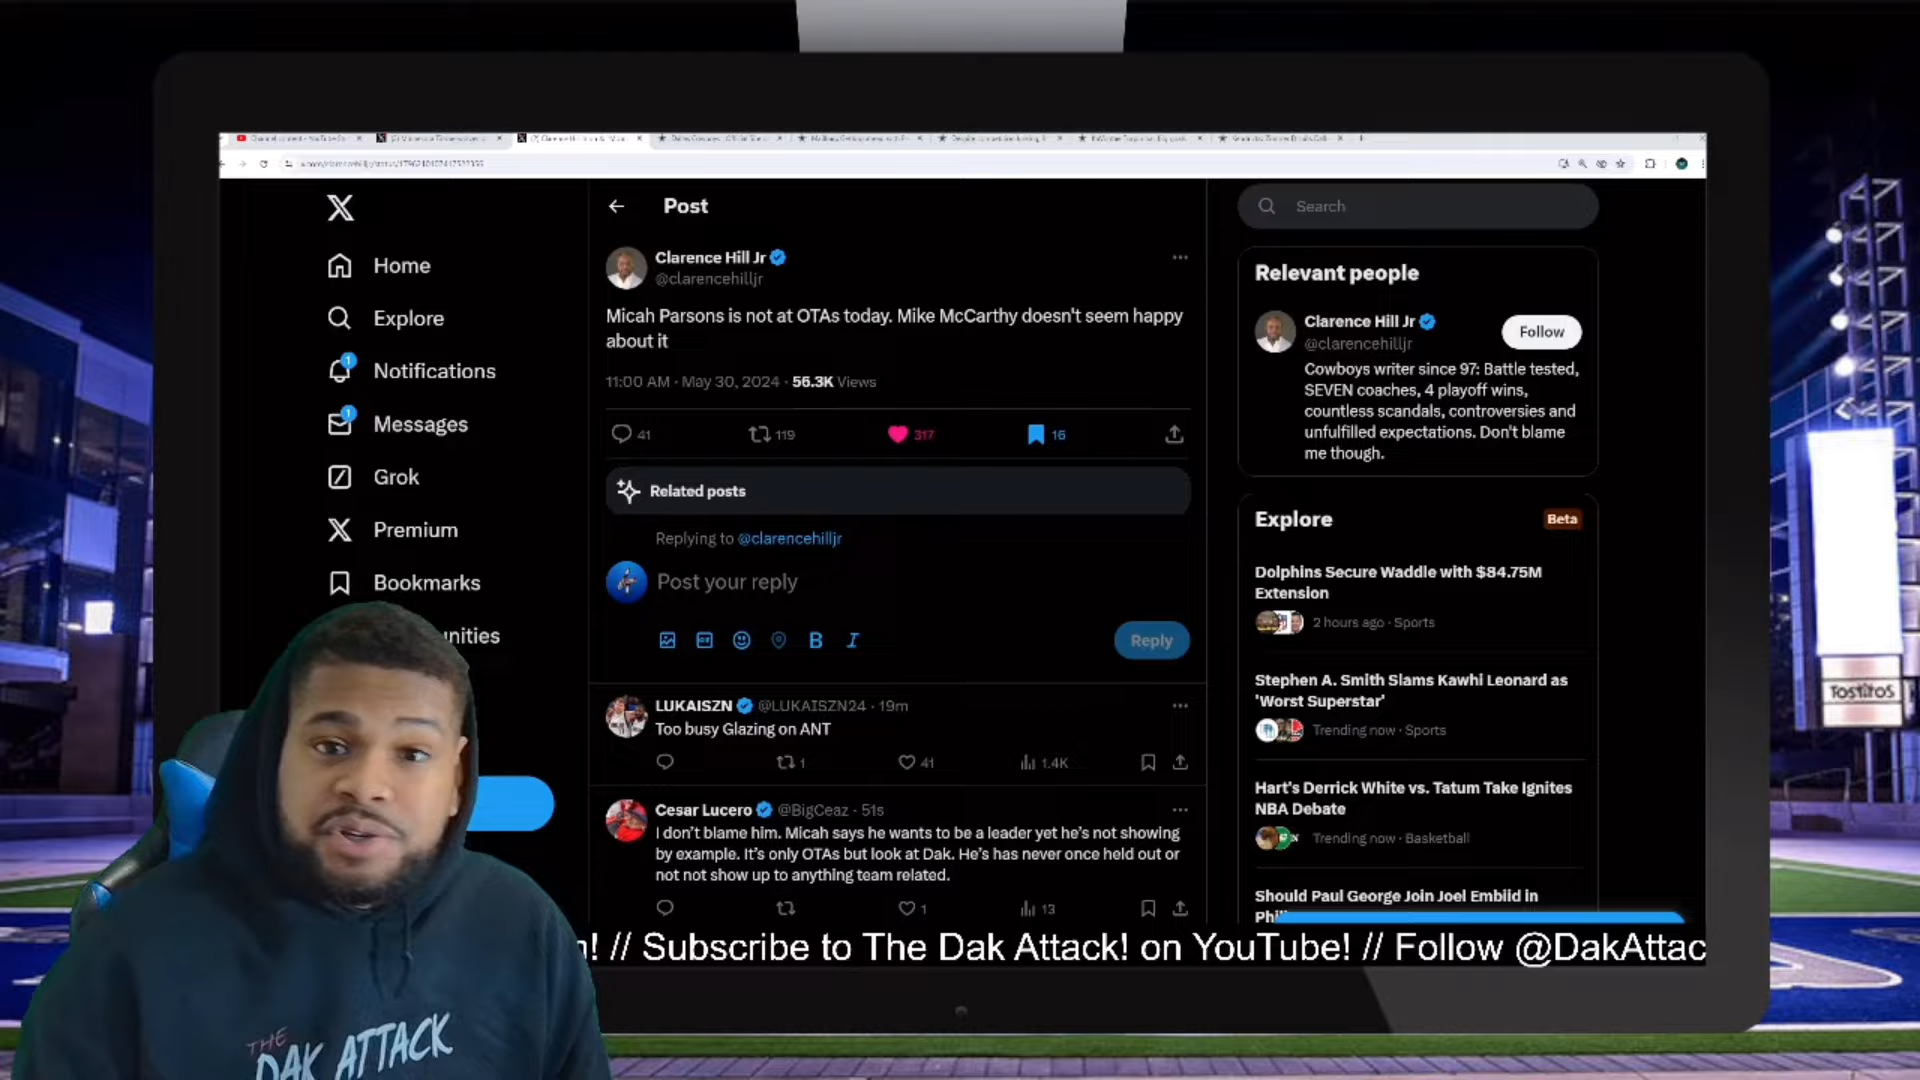 Post
Search
Home
Explore
Notifications
1
Messages
1
Grok
Premium
Bookmarks
nities
Clarence Hill Jr
@clarencehilljr
Micah Parsons is not at OTAs today. Mike McCarthy doesn't seem happy
about it
11:00 AM · May 30, 2024 · 56.3K Views
41 119 317 16
Related posts
Replying to @clarencehilljr
Post your reply
GIF B I
Reply
LUKAISZN @LUKAISZN24 · 19m
Too busy Glazing on ANT
1 41 1.4K
Cesar Lucero @BigCeaz · 51s
I don't blame him. Micah says he wants to be a leader yet he's not showing
by example. It's only OTAs but look at Dak. He's has never once held out or
not not show up to anything team related.
1 13
Relevant people
Clarence Hill Jr
@clarencehilljr
Follow
Cowboys writer since 97: Battle tested,
SEVEN coaches, 4 playoff wins,
countless scandals, controversies and
unfulfilled expectations. Don't blame
me though.
Explore
Beta
Dolphins Secure Waddle with $84.75M
Extension
2 hours ago · Sports
Stephen A. Smith Slams Kawhi Leonard as
'Worst Superstar'
Trending now · Sports
Hart's Derrick White vs. Tatum Take Ignites
NBA Debate
Trending now · Basketball
Should Paul George Join Joel Embiid in
Phi
! // Subscribe to The Dak Attack! on YouTube! // Follow @DakAttac
THE
DAK ATTACK
Tostitos